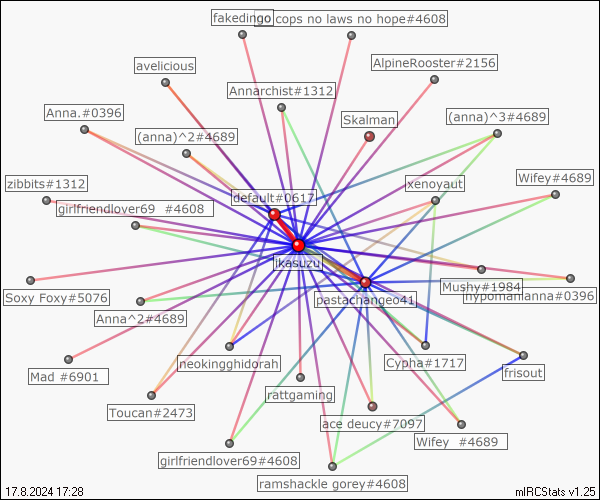 fakedingo
no cops no laws no hope#4608
avelicious
AlpineRooster#2156
Annarchist#1312
Anna.#0396
Skalman
(anna)^3#4689
(anna)^2#4689
zibbits#1312
xenoyaut
Wifey#4689
default#0617
girlfriendlover69 #4608
ikasuzu
Soxy Foxy#5076
pastachangeo41
Mushy#1984
hypomanianna#0396
Anna^2#4689
neokingghidorah
Cypha#1717
frisout
Mad #6901
rattgaming
Toucan#2473
ace deucy#7097
Wifey #4689
girlfriendlover69#4608
ramshackle gorey#4608
17.8.2024 17:28
mIRCStats v1.25